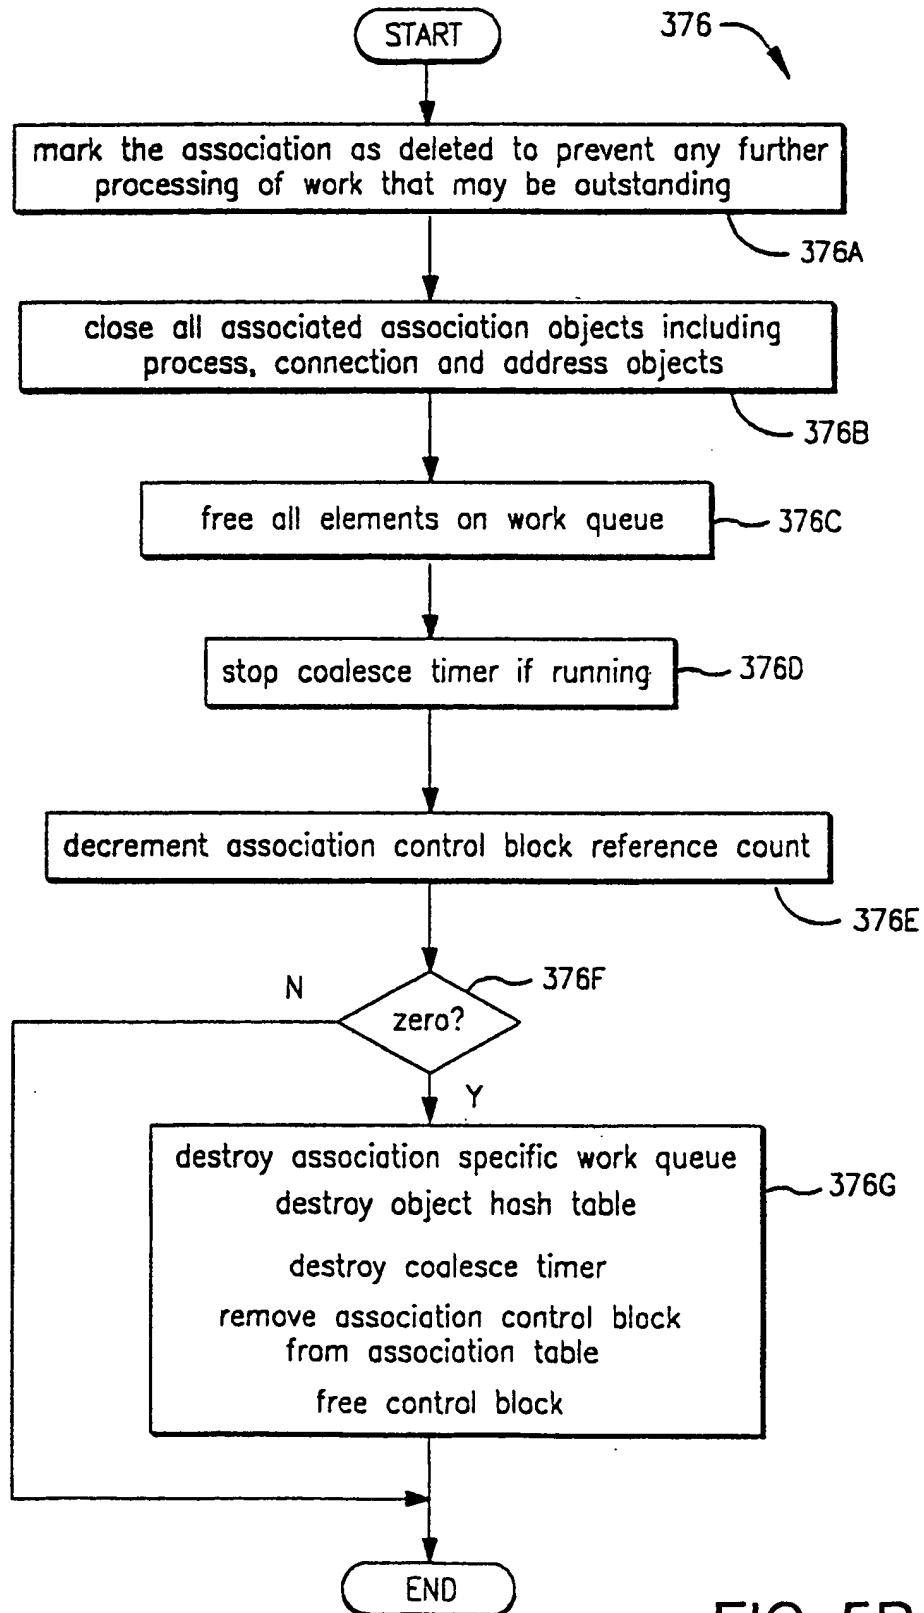 START
376
mark the association as deleted to prevent any further
processing of work that may be outstanding
376A
close all associated association objects including
process, connection and address objects
376B
free all elements on work queue
376C
stop coalesce timer if running
376D
decrement association control block reference count
376E
376F
N
zero?
Y
destroy association specific work queue
destroy object hash table
376G
destroy coalesce timer
remove association control block
from association table
free control block
END